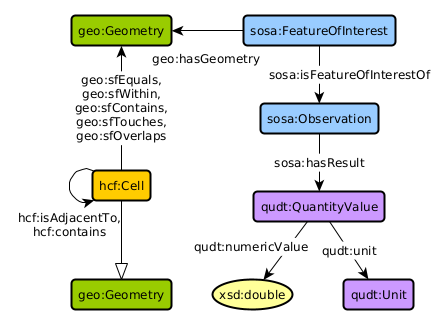 geo:Geometry
sosa:FeatureOfInterest
geo:hasGeometry
sosa:isFeatureOfInterestOf
geo:sfEquals,
geo:sfWithin,
geo:sfContains,
geo:sfTouches,
geo:sfOverlaps
sosa:Observation
sosa:hasResult
hcf:Cell
qudt:QuantityValue
hcf:isAdjacentTo,
hcf:contains
qudt:numericValue
qudt:unit
geo:Geometry
xsd:double
qudt:Unit